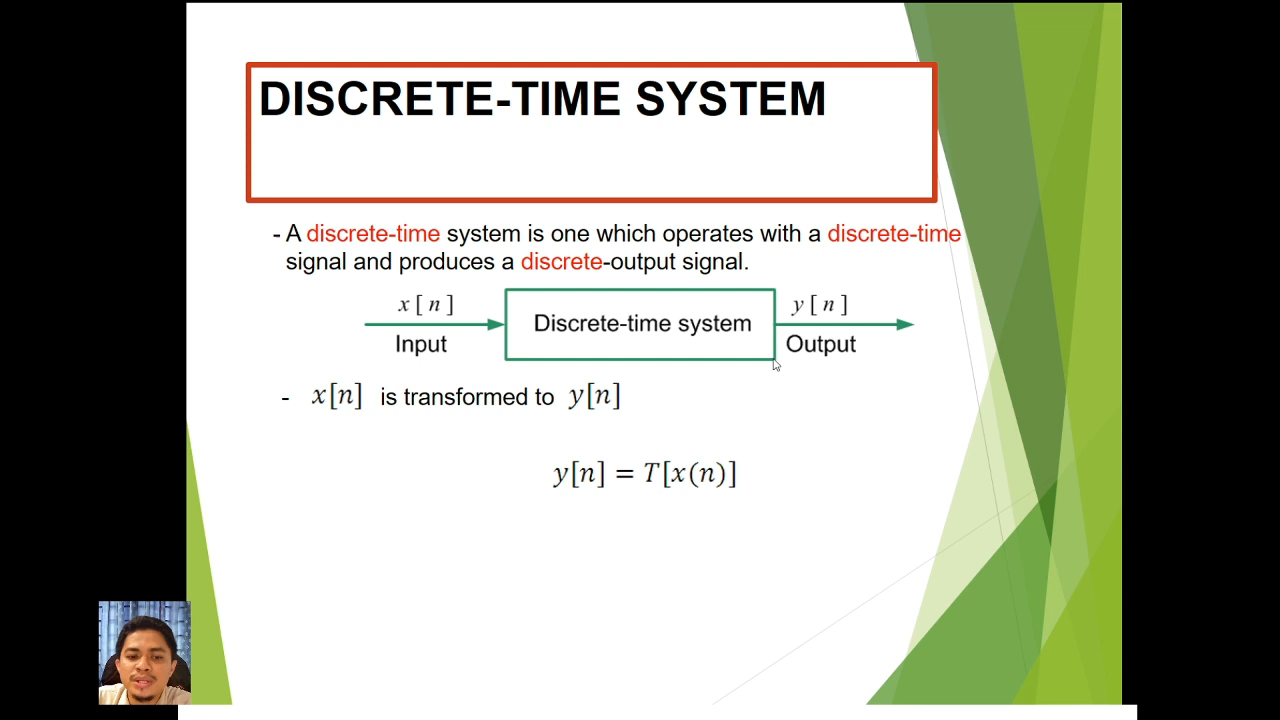 DISCRETE-TIME SYSTEM
- A discrete-time system is one which operates with a discrete-time
signal and produces a discrete-output signal.
x [ n ]
Input
Discrete-time system
y [ n ]
Output
- x[n] is transformed to y[n]
y[n] = T[x(n)]